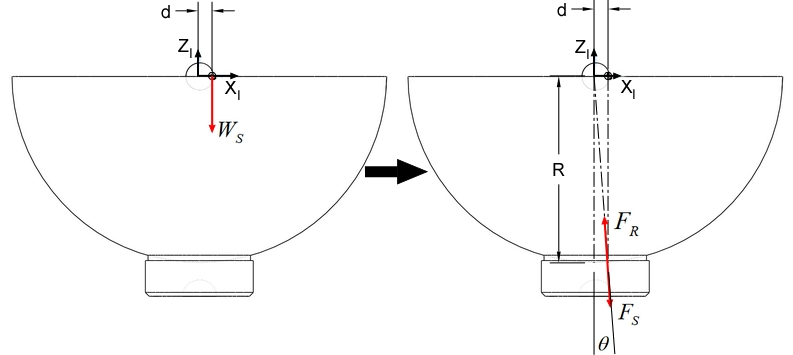 d
Z_I
X_I
W_S
d
Z_I
X_I
R
F_R
F_S
θ